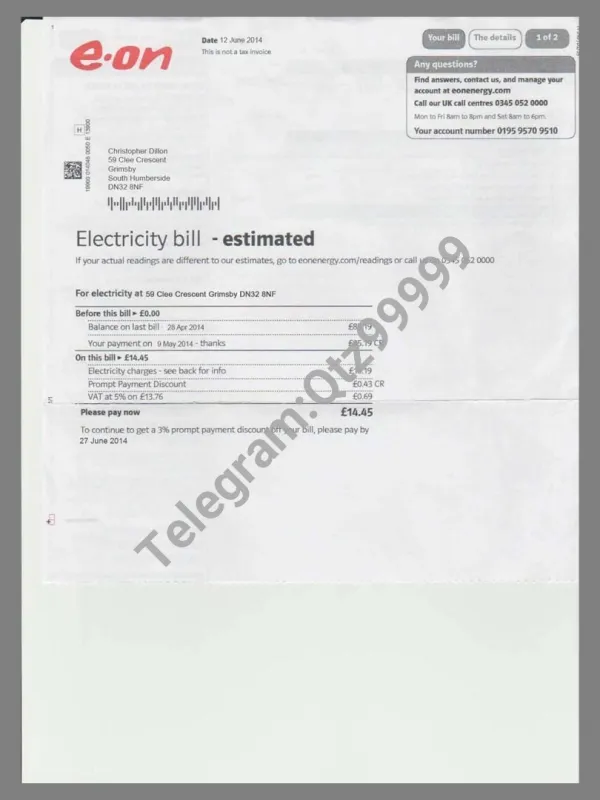 e·on
Date 12 June 2014
This is not a tax invoice
Your bill
The details
1 of 2
Any questions?
Find answers, contact us, and manage your
account at eonenergy.com
Call our UK call centres 0345 052 0000
Mon to Fri 8am to 8pm and Sat 8am to 6pm.
Your account number 0195 9570 9510
H
Christopher Dillon
59 Clee Crescent
Grimsby
South Humberside
DN32 8NF
Electricity bill - estimated
If your actual readings are different to our estimates, go to eonenergy.com/readings or call 0345 052 0000
For electricity at 59 Clee Crescent Grimsby DN32 8NF
Before this bill ▸ £0.00
Balance on last bill - 28 Apr 2014
Your payment on 9 May 2014 - thanks CR
On this bill ▸ £14.45
Electricity charges - see back for info
Prompt Payment Discount £0.43 CR
VAT at 5% on £13.76 £0.69
Please pay now £14.45
To continue to get a 3% prompt payment discount off your bill, please pay by
27 June 2014
Telegram:Qtz99999